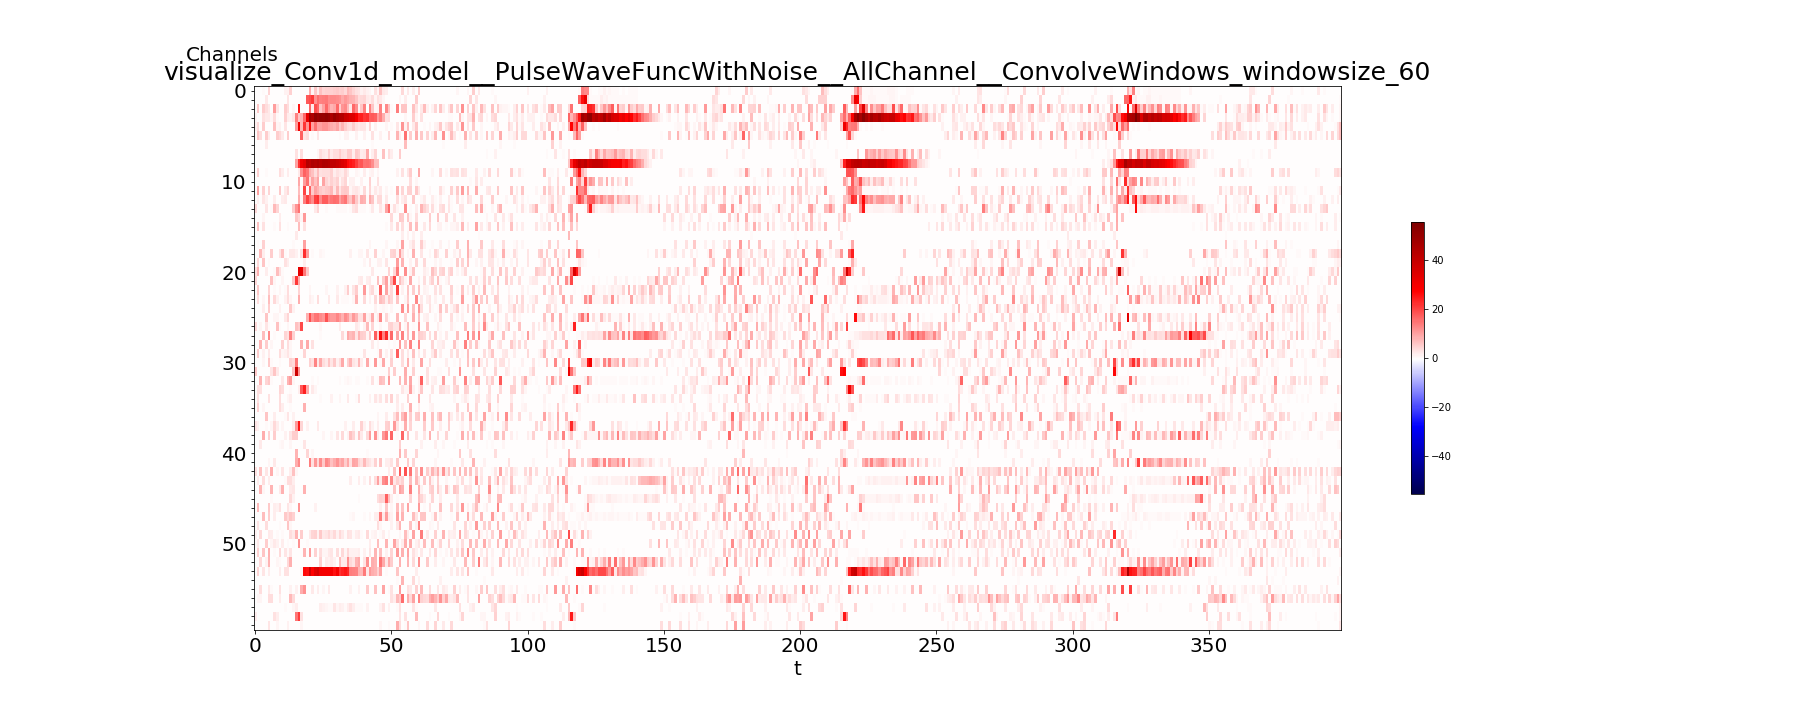 Channels
visualize_Conv1d_model__PulseWaveFuncWithNoise__AllChannel__ConvolveWindows_windowsize_60
0
10
20
30
40
50
0 50 100 150 200 250 300 350
t
40
20
0
−20
−40